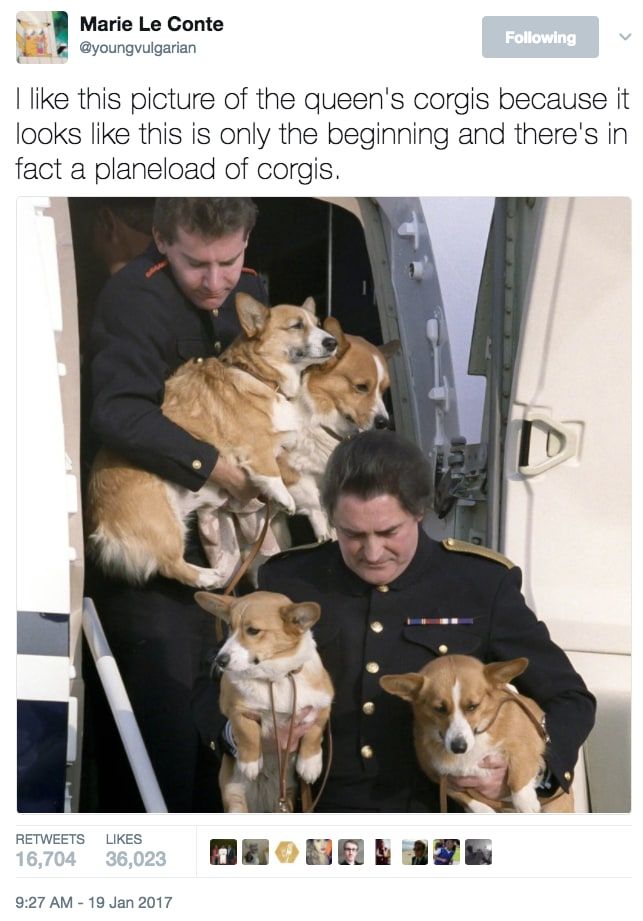 Marie Le Conte
@youngvulgarian
Following
I like this picture of the queen's corgis because it
looks like this is only the beginning and there's in
fact a planeload of corgis.
RETWEETS LIKES
16,704 36,023
9:27 AM - 19 Jan 2017